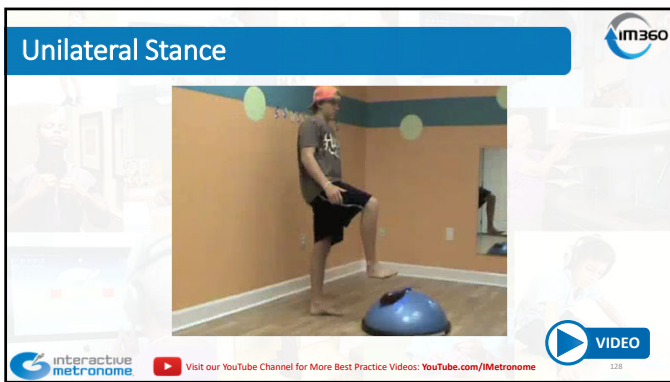 Unilateral Stance
IM360
interactive
metronome
Visit our YouTube Channel for More Best Practice Videos: YouTube.com/IMetronome
VIDEO
128